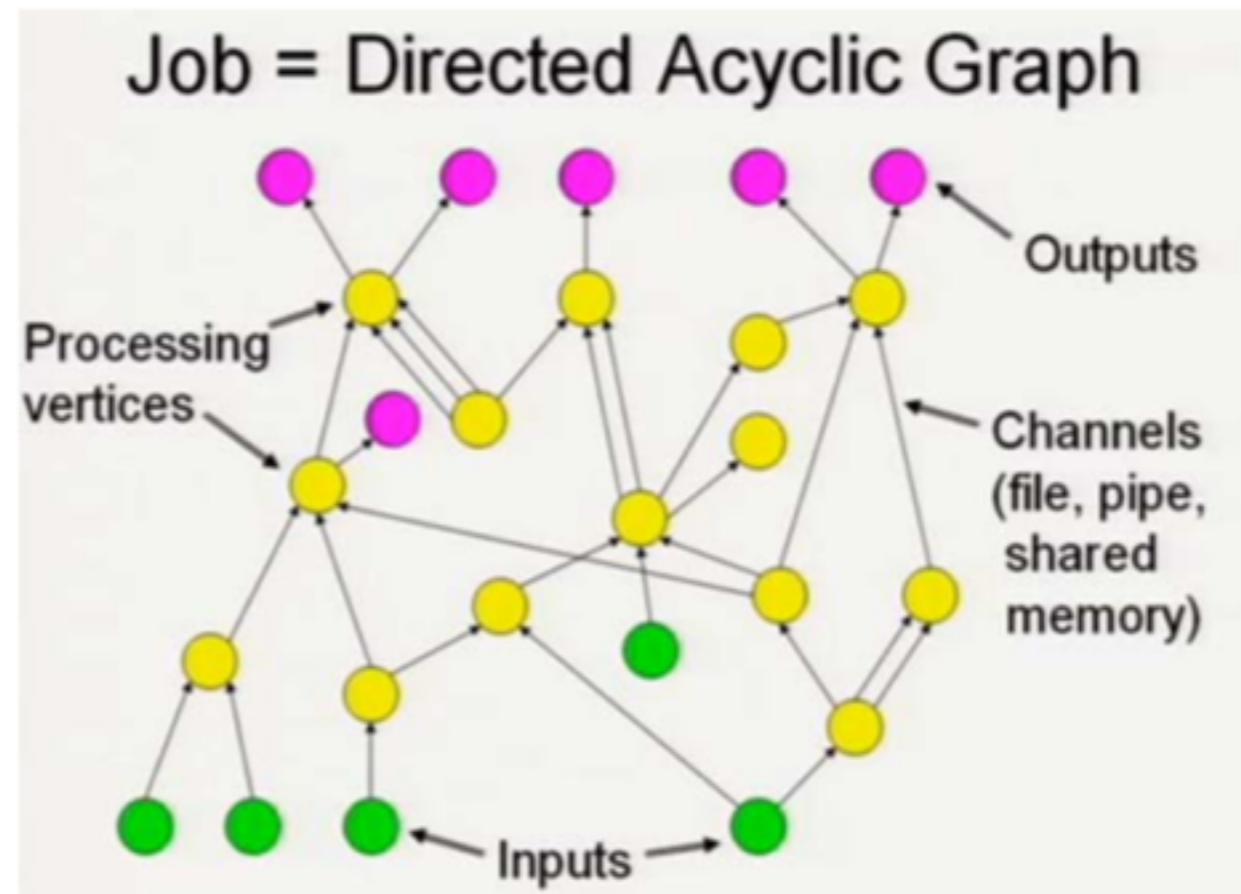 Job = Directed Acyclic Graph
Outputs
Processing
vertices
Channels
(file, pipe,
shared
memory)
Inputs